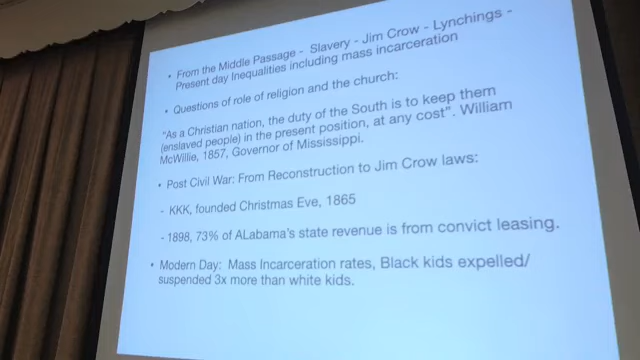 • From the Middle Passage - Slavery - Jim Crow - Lynchings -
Present day Inequalities including mass incarceration
• Questions of role of religion and the church:
"As a Christian nation, the duty of the South is to keep them
(enslaved people) in the present position, at any cost". William
McWillie, 1857, Governor of Mississippi.
• Post Civil War: From Reconstruction to Jim Crow laws:
- KKK, founded Christmas Eve, 1865
- 1898, 73% of ALabama's state revenue is from convict leasing.
• Modern Day: Mass Incarceration rates, Black kids expelled/
suspended 3x more than white kids.